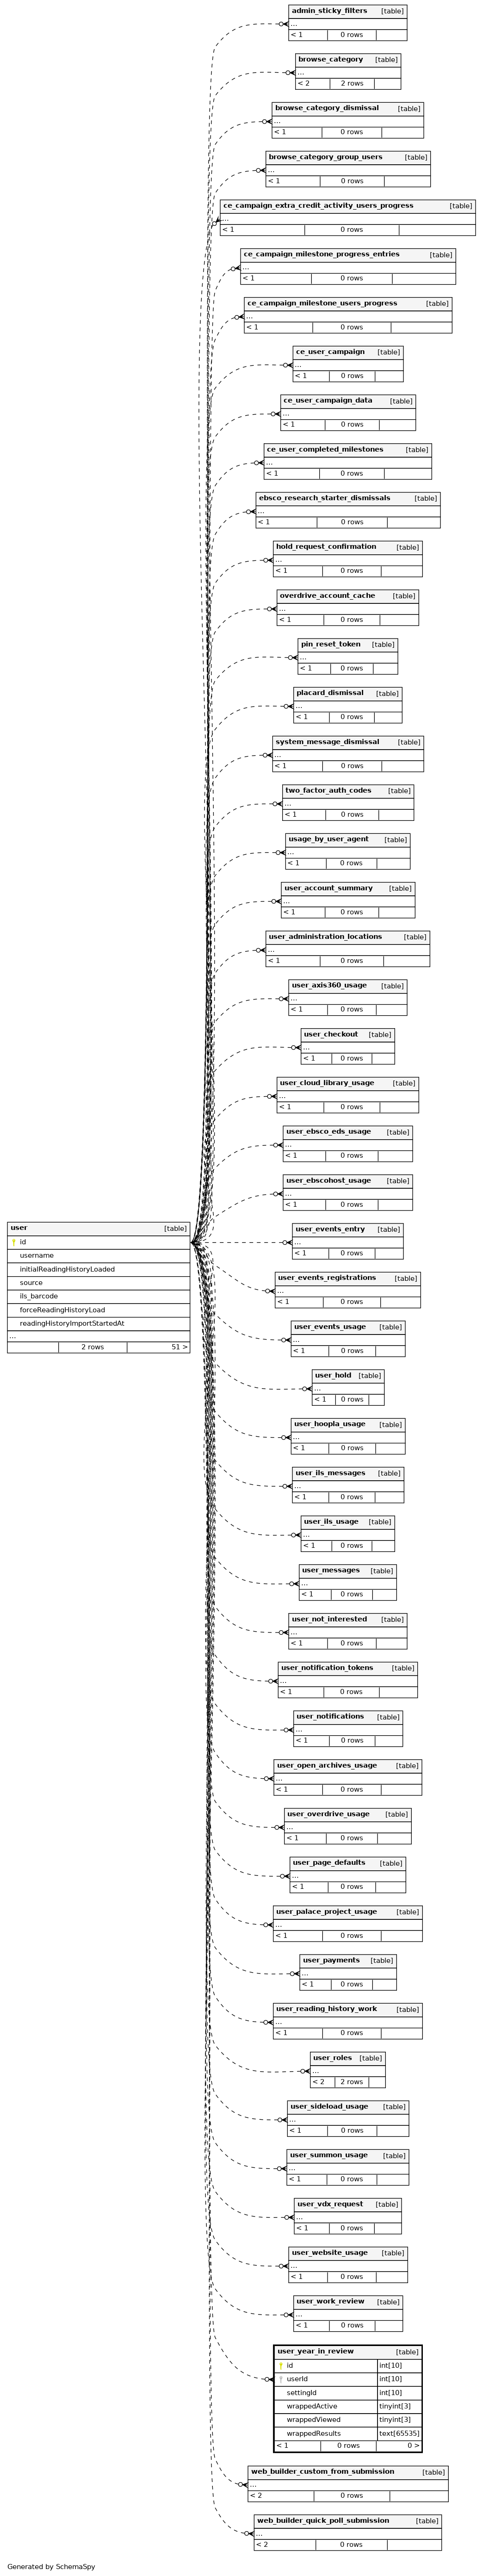 admin_sticky_filters [table]
...
< 1 0 rows
browse_category [table]
...
< 2 2 rows
browse_category_dismissal [table]
...
< 1 0 rows
browse_category_group_users [table]
...
< 1 0 rows
ce_campaign_extra_credit_activity_users_progress [table]
...
< 1 0 rows
ce_campaign_milestone_progress_entries [table]
...
< 1 0 rows
ce_campaign_milestone_users_progress [table]
...
< 1 0 rows
ce_user_campaign [table]
...
< 1 0 rows
ce_user_campaign_data [table]
...
< 1 0 rows
ce_user_completed_milestones [table]
...
< 1 0 rows
ebsco_research_starter_dismissals [table]
...
< 1 0 rows
hold_request_confirmation [table]
...
< 1 0 rows
overdrive_account_cache [table]
...
< 1 0 rows
pin_reset_token [table]
...
< 1 0 rows
placard_dismissal [table]
...
< 1 0 rows
system_message_dismissal [table]
...
< 1 0 rows
two_factor_auth_codes [table]
...
< 1 0 rows
usage_by_user_agent [table]
...
< 1 0 rows
user_account_summary [table]
...
< 1 0 rows
user_administration_locations [table]
...
< 1 0 rows
user_axis360_usage [table]
...
< 1 0 rows
user_checkout [table]
...
< 1 0 rows
user_cloud_library_usage [table]
...
< 1 0 rows
user_ebsco_eds_usage [table]
...
< 1 0 rows
user_ebscohost_usage [table]
...
< 1 0 rows
user [table]
id
username
initialReadingHistoryLoaded
source
ils_barcode
forceReadingHistoryLoad
readingHistoryImportStartedAt
...
2 rows 51 >
user_events_entry [table]
...
< 1 0 rows
user_events_registrations [table]
...
< 1 0 rows
user_events_usage [table]
...
< 1 0 rows
user_hold [table]
...
< 1 0 rows
user_hoopla_usage [table]
...
< 1 0 rows
user_ils_messages [table]
...
< 1 0 rows
user_ils_usage [table]
...
< 1 0 rows
user_messages [table]
...
< 1 0 rows
user_not_interested [table]
...
< 1 0 rows
user_notification_tokens [table]
...
< 1 0 rows
user_notifications [table]
...
< 1 0 rows
user_open_archives_usage [table]
...
< 1 0 rows
user_overdrive_usage [table]
...
< 1 0 rows
user_page_defaults [table]
...
< 1 0 rows
user_palace_project_usage [table]
...
< 1 0 rows
user_payments [table]
...
< 1 0 rows
user_reading_history_work [table]
...
< 1 0 rows
user_roles [table]
...
< 2 2 rows
user_sideload_usage [table]
...
< 1 0 rows
user_summon_usage [table]
...
< 1 0 rows
user_vdx_request [table]
...
< 1 0 rows
user_website_usage [table]
...
< 1 0 rows
user_work_review [table]
...
< 1 0 rows
user_year_in_review [table]
id int[10]
userId int[10]
settingId int[10]
wrappedActive tinyint[3]
wrappedViewed tinyint[3]
wrappedResults text[65535]
< 1 0 rows 0 >
web_builder_custom_from_submission [table]
...
< 2 0 rows
web_builder_quick_poll_submission [table]
...
< 2 0 rows
Generated by SchemaSpy